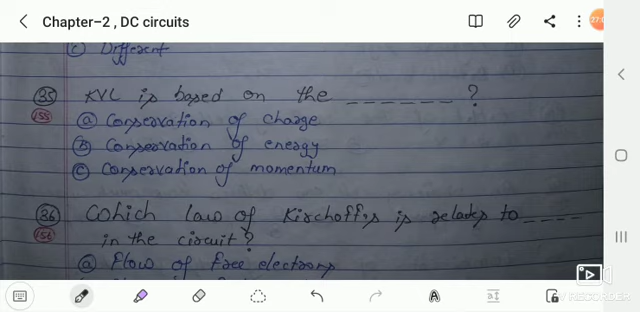 Chapter-2 , DC circuits
(c) Different
35 KVL is based on the ______ ?
155
(a) Conservation of charge
(b) Conservation of energy
(c) Conservation of momentum
36 Which law of Kirchoff's is relates to ____
156 in the circuit?
(a) Flow of free electrons
RECORDER